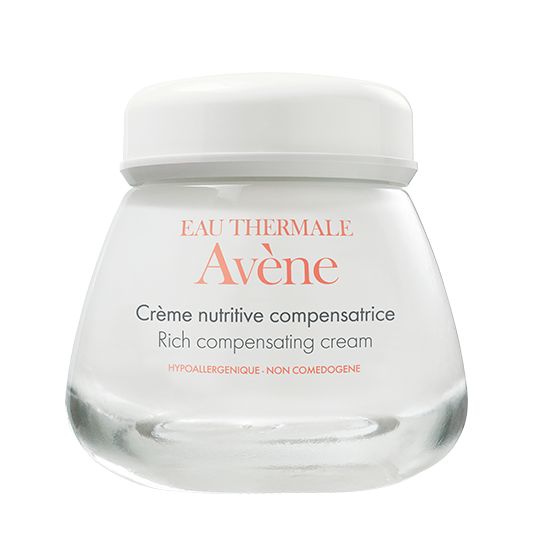 EAU THERMALE
Avène
Crème nutritive compensatrice
Rich compensating cream
HYPOALLERGENIQUE - NON COMEDOGENE